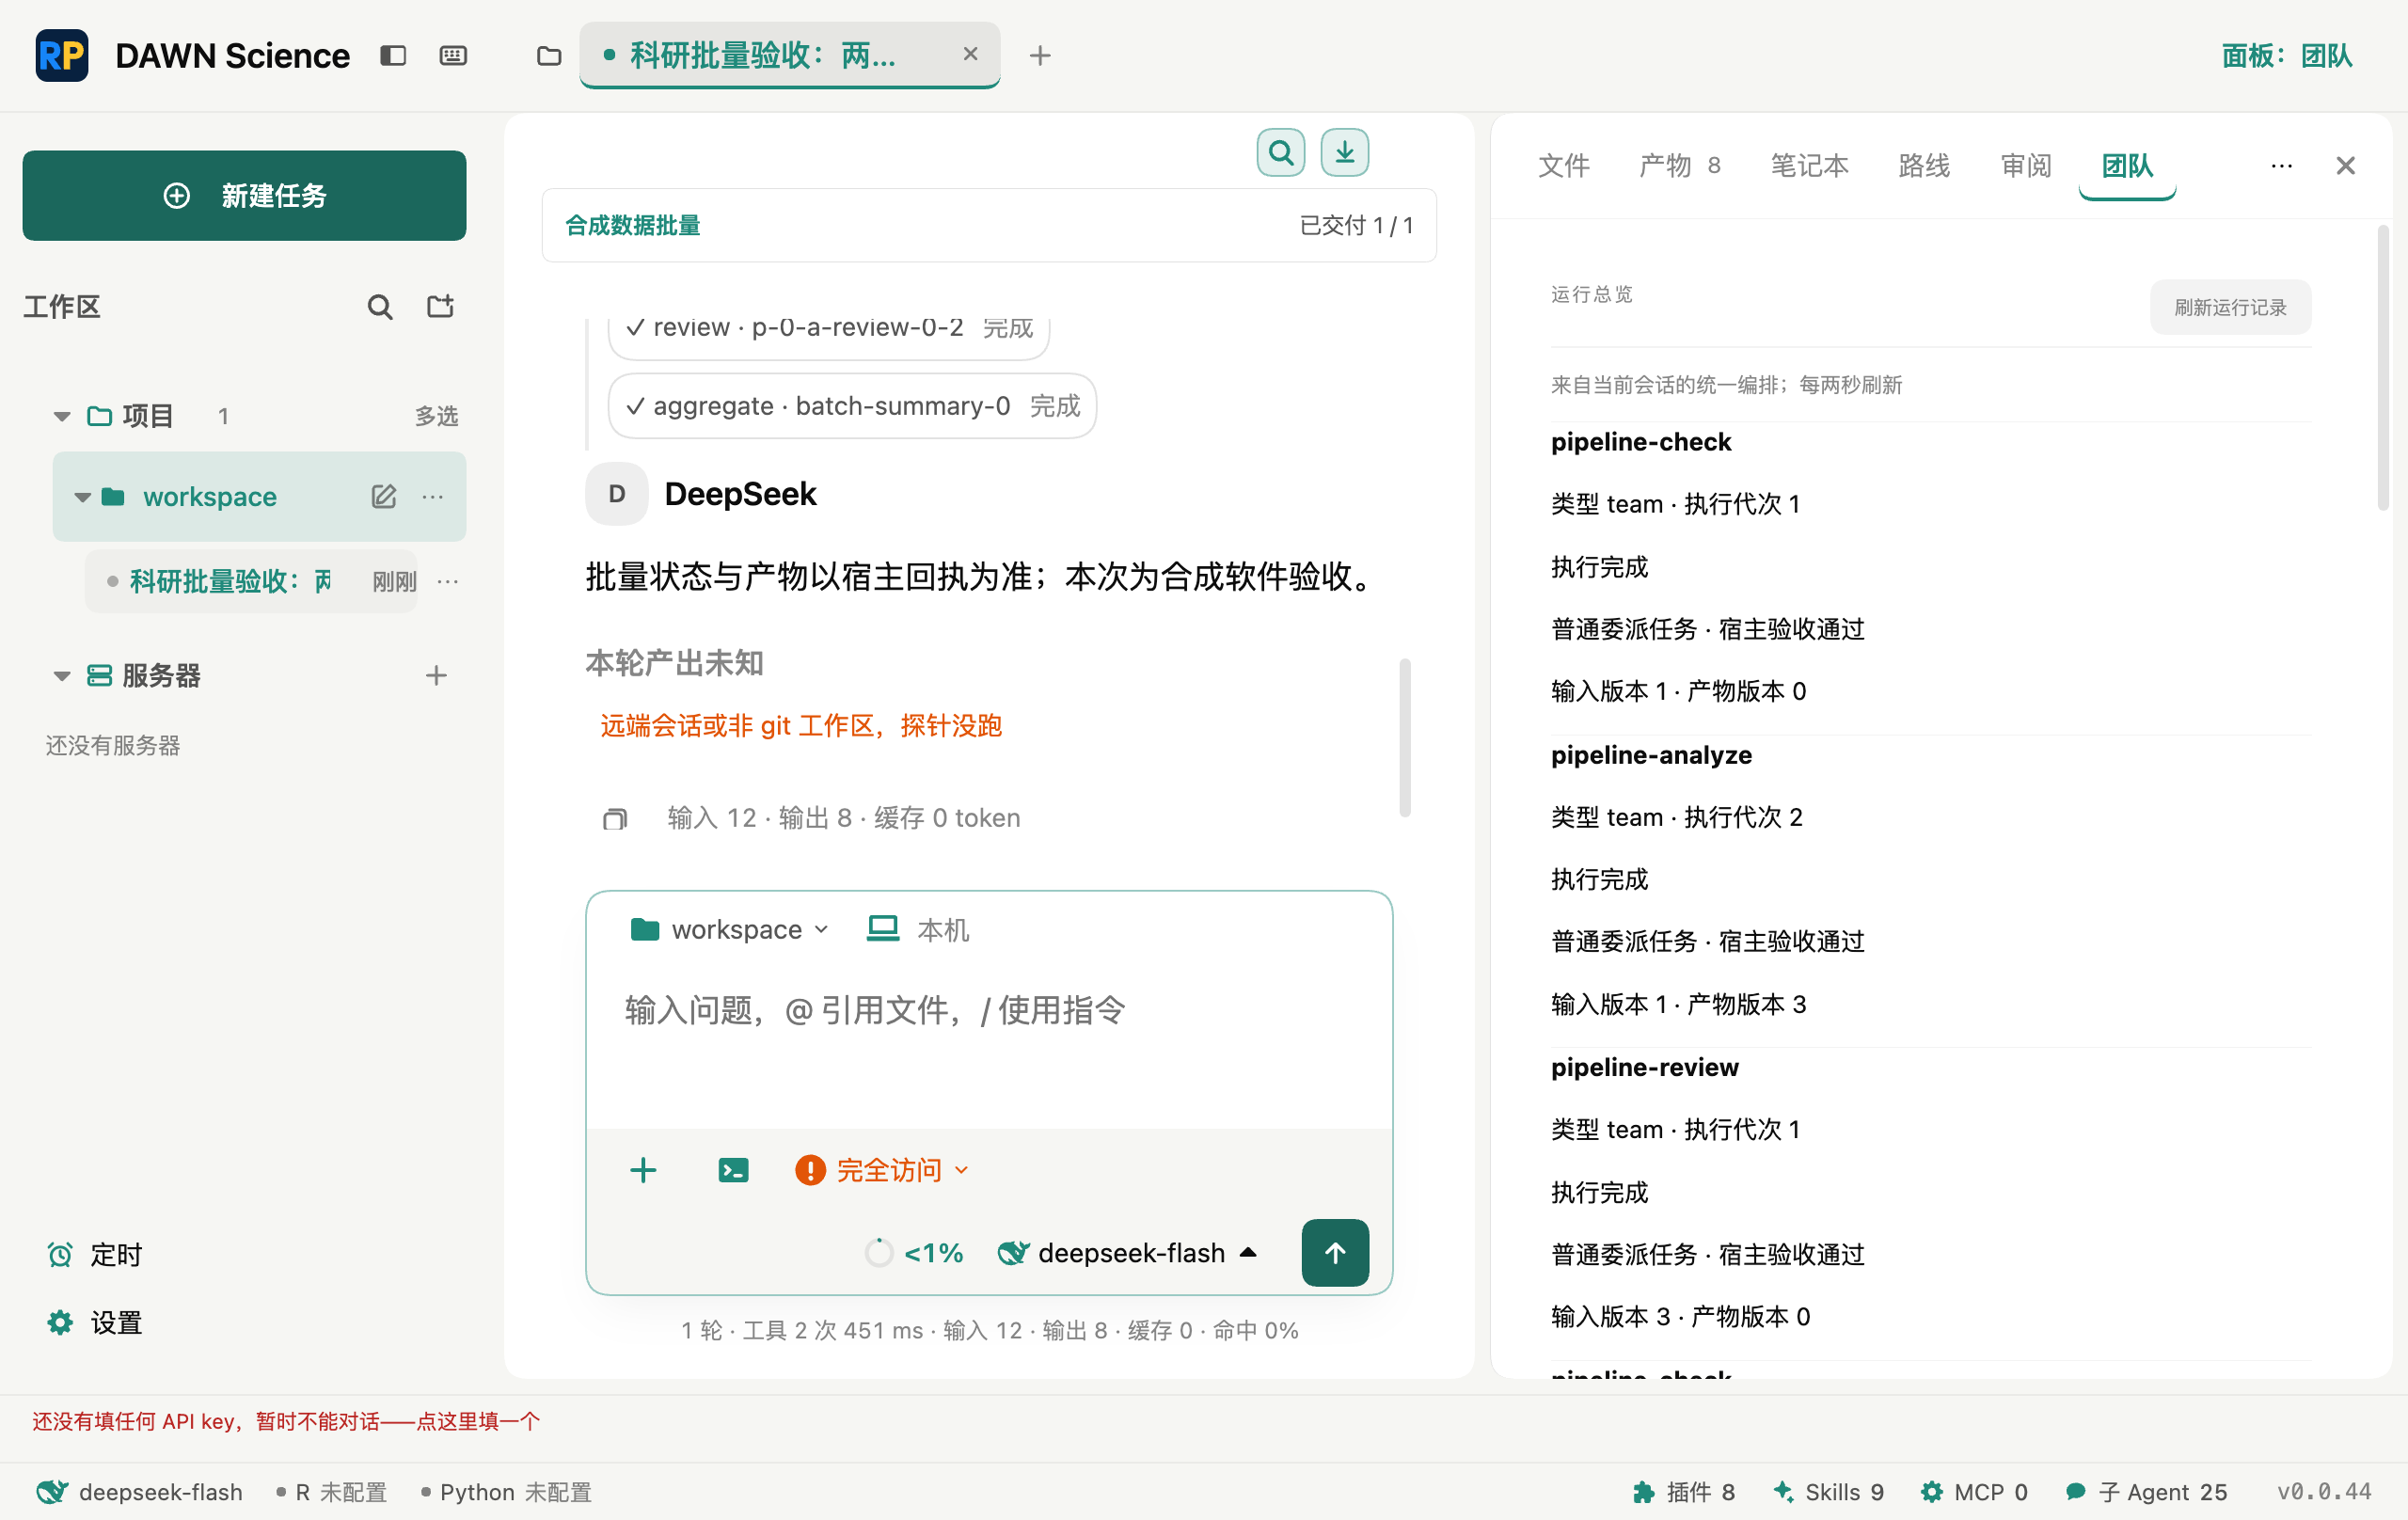 RP DAWN Science
科研批量验收：两...
面板：团队
新建任务
工作区
项目 1 多选
workspace
科研批量验收：两 刚刚
服务器
还没有服务器
定时
设置
合成数据批量 已交付 1 / 1
✓ review · p-0-a-review-0-2 完成
✓ aggregate · batch-summary-0 完成
D DeepSeek
批量状态与产物以宿主回执为准；本次为合成软件验收。
本轮产出未知
远端会话或非 git 工作区，探针没跑
输入 12 · 输出 8 · 缓存 0 token
workspace 本机
输入问题，@ 引用文件，/ 使用指令
完全访问
<1% deepseek-flash
1 轮 · 工具 2 次 451 ms · 输入 12 · 输出 8 · 缓存 0 · 命中 0%
文件 产物 8 笔记本 路线 审阅 团队 ...
运行总览 刷新运行记录
来自当前会话的统一编排；每两秒刷新
pipeline-check
类型 team · 执行代次 1
执行完成
普通委派任务 · 宿主验收通过
输入版本 1 · 产物版本 0
pipeline-analyze
类型 team · 执行代次 2
执行完成
普通委派任务 · 宿主验收通过
输入版本 1 · 产物版本 3
pipeline-review
类型 team · 执行代次 1
执行完成
普通委派任务 · 宿主验收通过
输入版本 3 · 产物版本 0
pipeline-check
还没有填任何 API key，暂时不能对话——点这里填一个
deepseek-flash R 未配置 Python 未配置
插件 8 Skills 9 MCP 0 子 Agent 25 v0.0.44